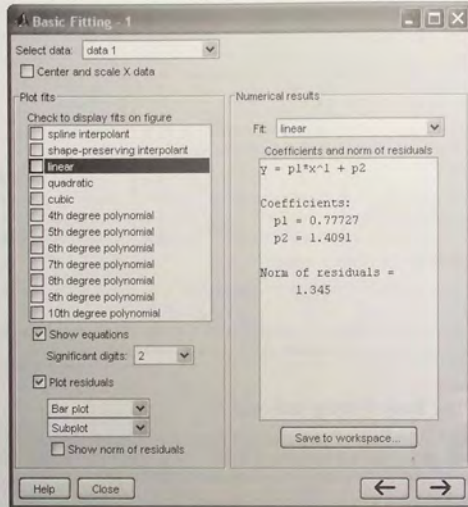 Basic Fitting - 1
Select data: data 1
Center and scale X data
Plot fits
Check to display fits on figure
spline interpolant
shape-preserving interpolant
linear
quadratic
cubic
4th degree polynomial
5th degree polynomial
6th degree polynomial
7th degree polynomial
8th degree polynomial
9th degree polynomial
10th degree polynomial
Show equations
Significant digits: 2
Plot residuals
Bar plot
Subplot
Show norm of residuals
Numerical results
Fit: linear
Coefficients and norm of residuals
y = p1*x^1 + p2
Coefficients:
p1 = 0.77727
p2 = 1.4091
Norm of residuals =
1.345
Save to workspace...
Help
Close
← →